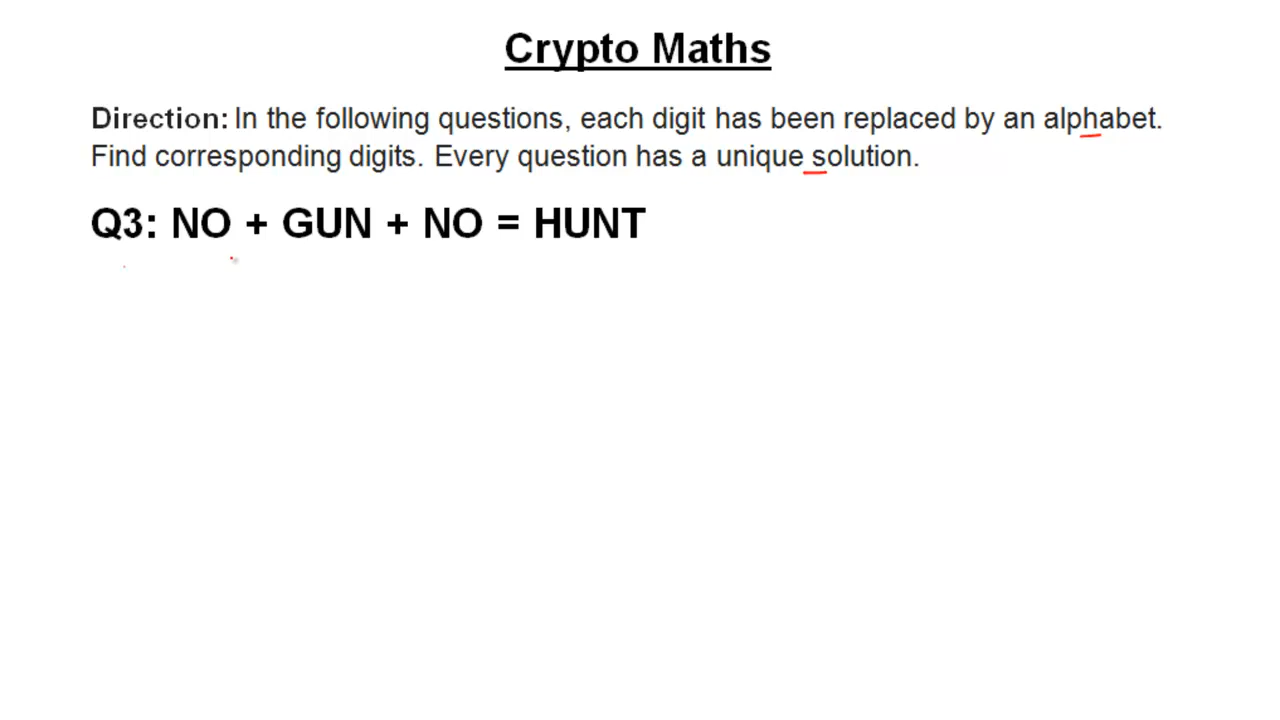 Crypto Maths
Direction: In the following questions, each digit has been replaced by an alphabet.
Find corresponding digits. Every question has a unique solution.
Q3: NO + GUN + NO = HUNT